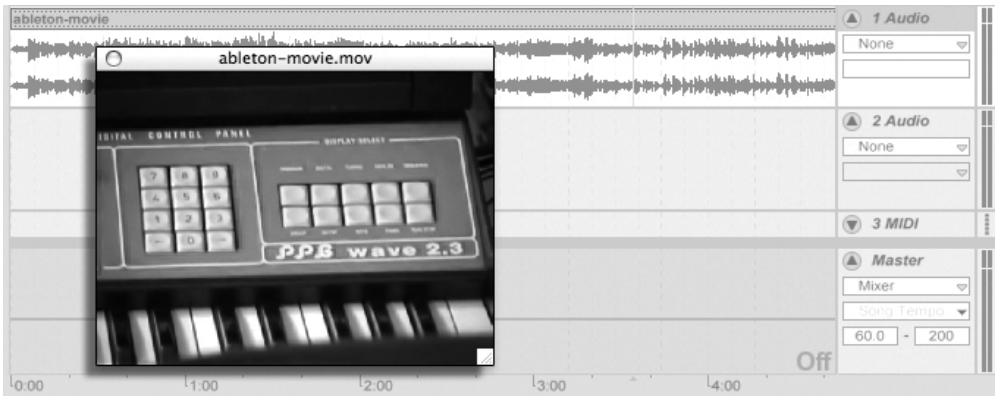 ableton-movie
1 Audio
None
ableton-movie.mov
DIGITAL CONTROL PANEL
DISPLAY SELECT
7 8 9
4 5 6
1 2 3
0
PPG wave 2.3
2 Audio
None
3 MIDI
Master
Mixer
Song Tempo
60.0 - 200
Off
0:00 1:00 2:00 3:00 4:00